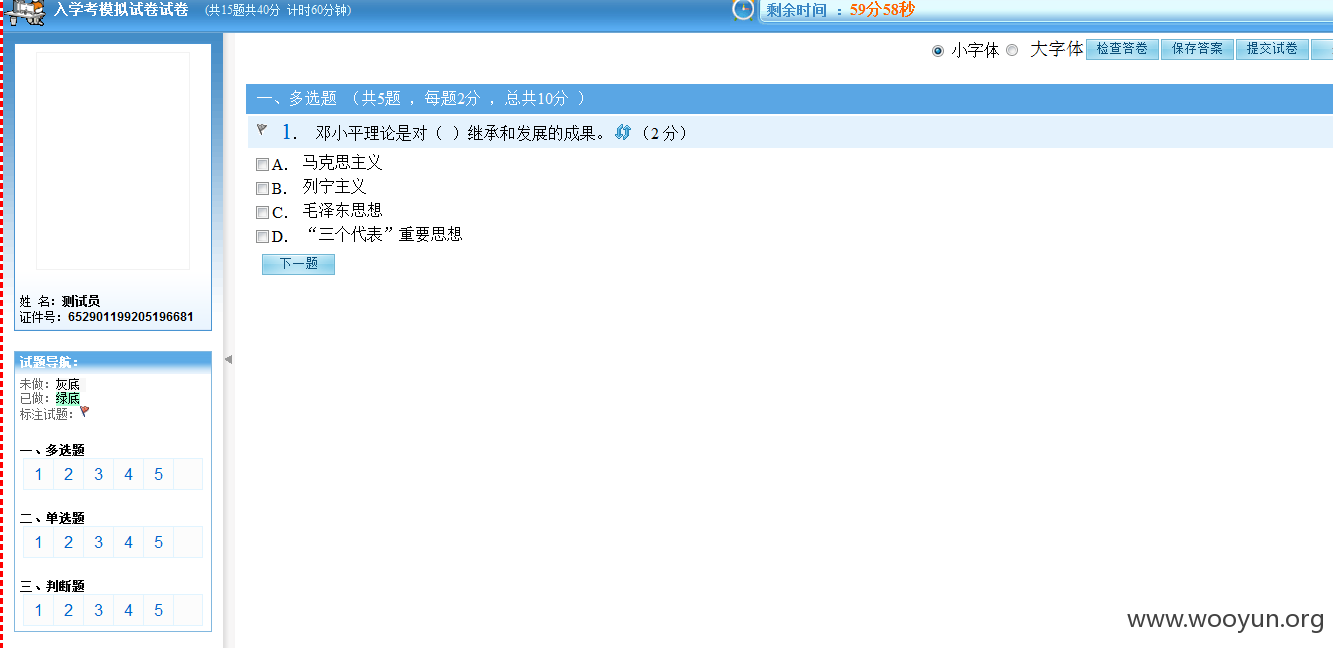 入学考模拟试卷试卷 (共15题共40分 计时60分钟) 剩余时间 : 59分58秒
小字体 大字体 检查答卷 保存答案 提交试卷
一、多选题 (共5题 , 每题2分 , 总共10分 )
1. 邓小平理论是对（ ）继承和发展的成果。 （2 分）
A. 马克思主义
B. 列宁主义
C. 毛泽东思想
D. “三个代表”重要思想
下一题
姓 名：测试员
证件号：652901199205196681
试题导航：
未做：灰底
已做：绿底
标注试题：
一、多选题
1 2 3 4 5
二、单选题
1 2 3 4 5
三、判断题
1 2 3 4 5
www.wooyun.org